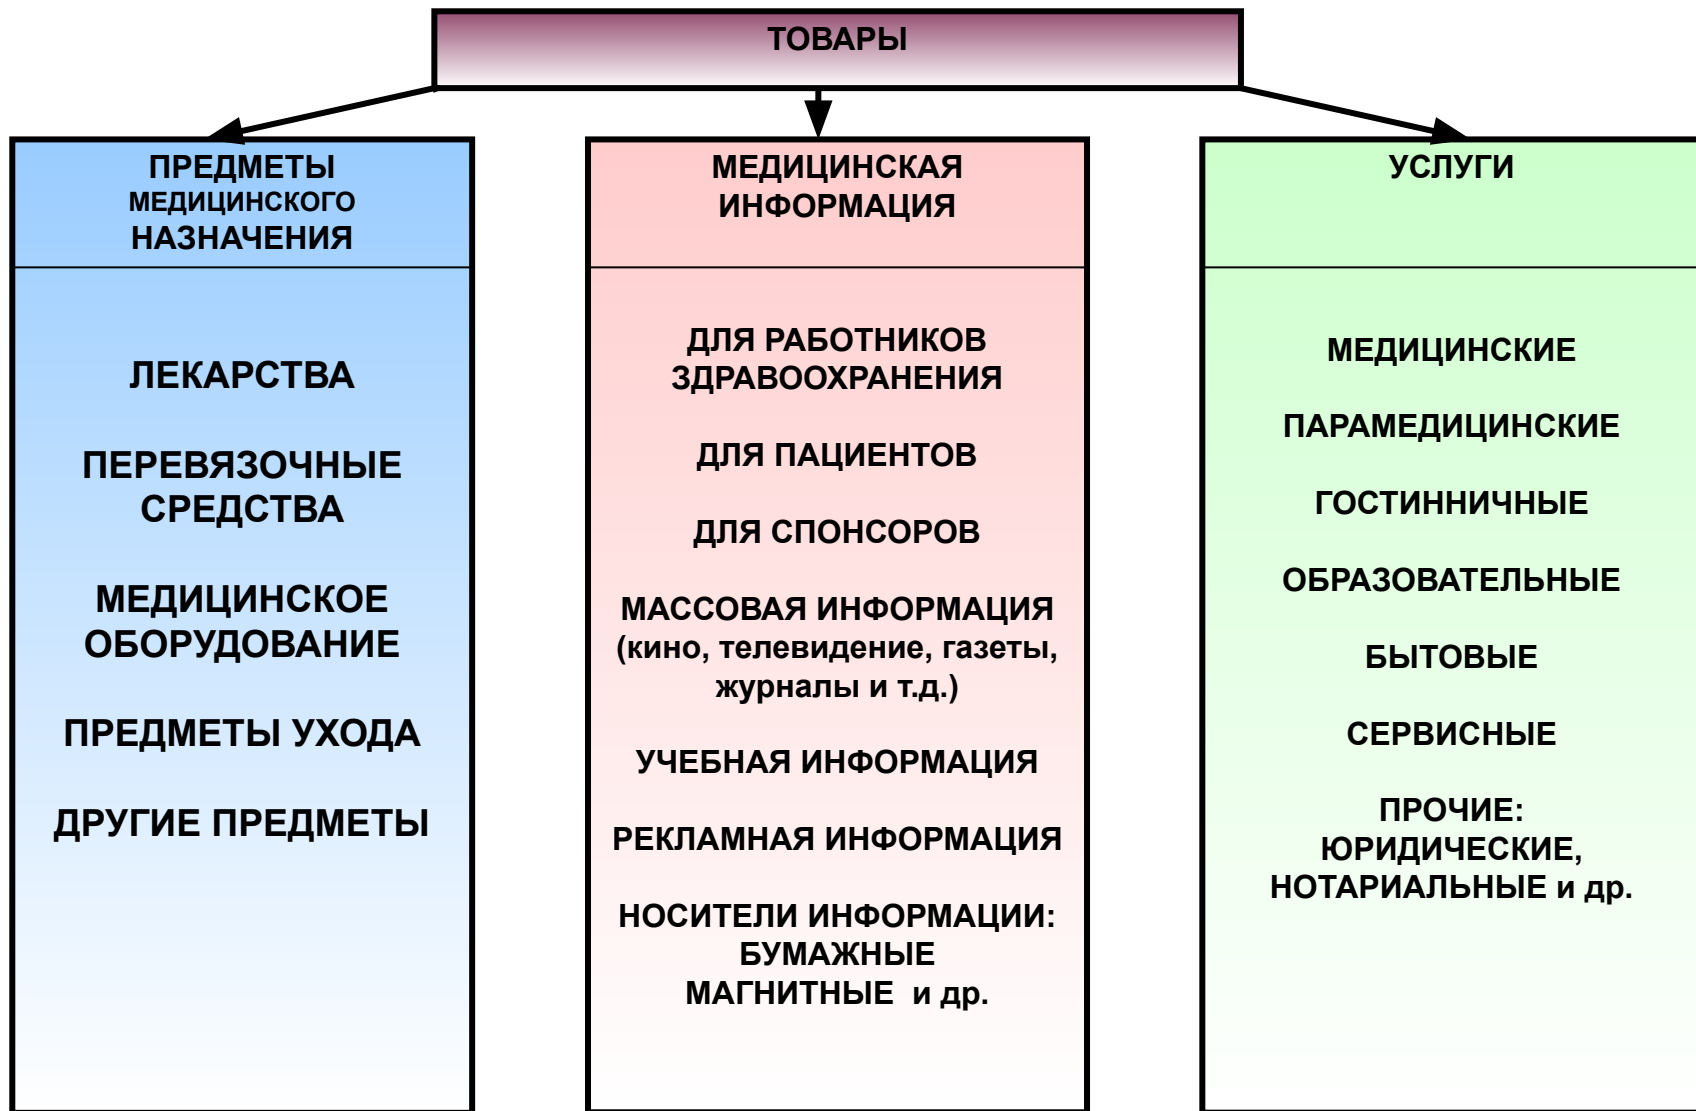 ТОВАРЫ
ПРЕДМЕТЫ
МЕДИЦИНСКОГО
НАЗНАЧЕНИЯ
ЛЕКАРСТВА
ПЕРЕВЯЗОЧНЫЕ
СРЕДСТВА
МЕДИЦИНСКОЕ
ОБОРУДОВАНИЕ
ПРЕДМЕТЫ УХОДА
ДРУГИЕ ПРЕДМЕТЫ
МЕДИЦИНСКАЯ
ИНФОРМАЦИЯ
ДЛЯ РАБОТНИКОВ
ЗДРАВООХРАНЕНИЯ
ДЛЯ ПАЦИЕНТОВ
ДЛЯ СПОНСОРОВ
МАССОВАЯ ИНФОРМАЦИЯ
(кино, телевидение, газеты,
журналы и т.д.)
УЧЕБНАЯ ИНФОРМАЦИЯ
РЕКЛАМНАЯ ИНФОРМАЦИЯ
НОСИТЕЛИ ИНФОРМАЦИИ:
БУМАЖНЫЕ
МАГНИТНЫЕ и др.
УСЛУГИ
МЕДИЦИНСКИЕ
ПАРАМЕДИЦИНСКИЕ
ГОСТИННИЧНЫЕ
ОБРАЗОВАТЕЛЬНЫЕ
БЫТОВЫЕ
СЕРВИСНЫЕ
ПРОЧИЕ:
ЮРИДИЧЕСКИЕ,
НОТАРИАЛЬНЫЕ и др.